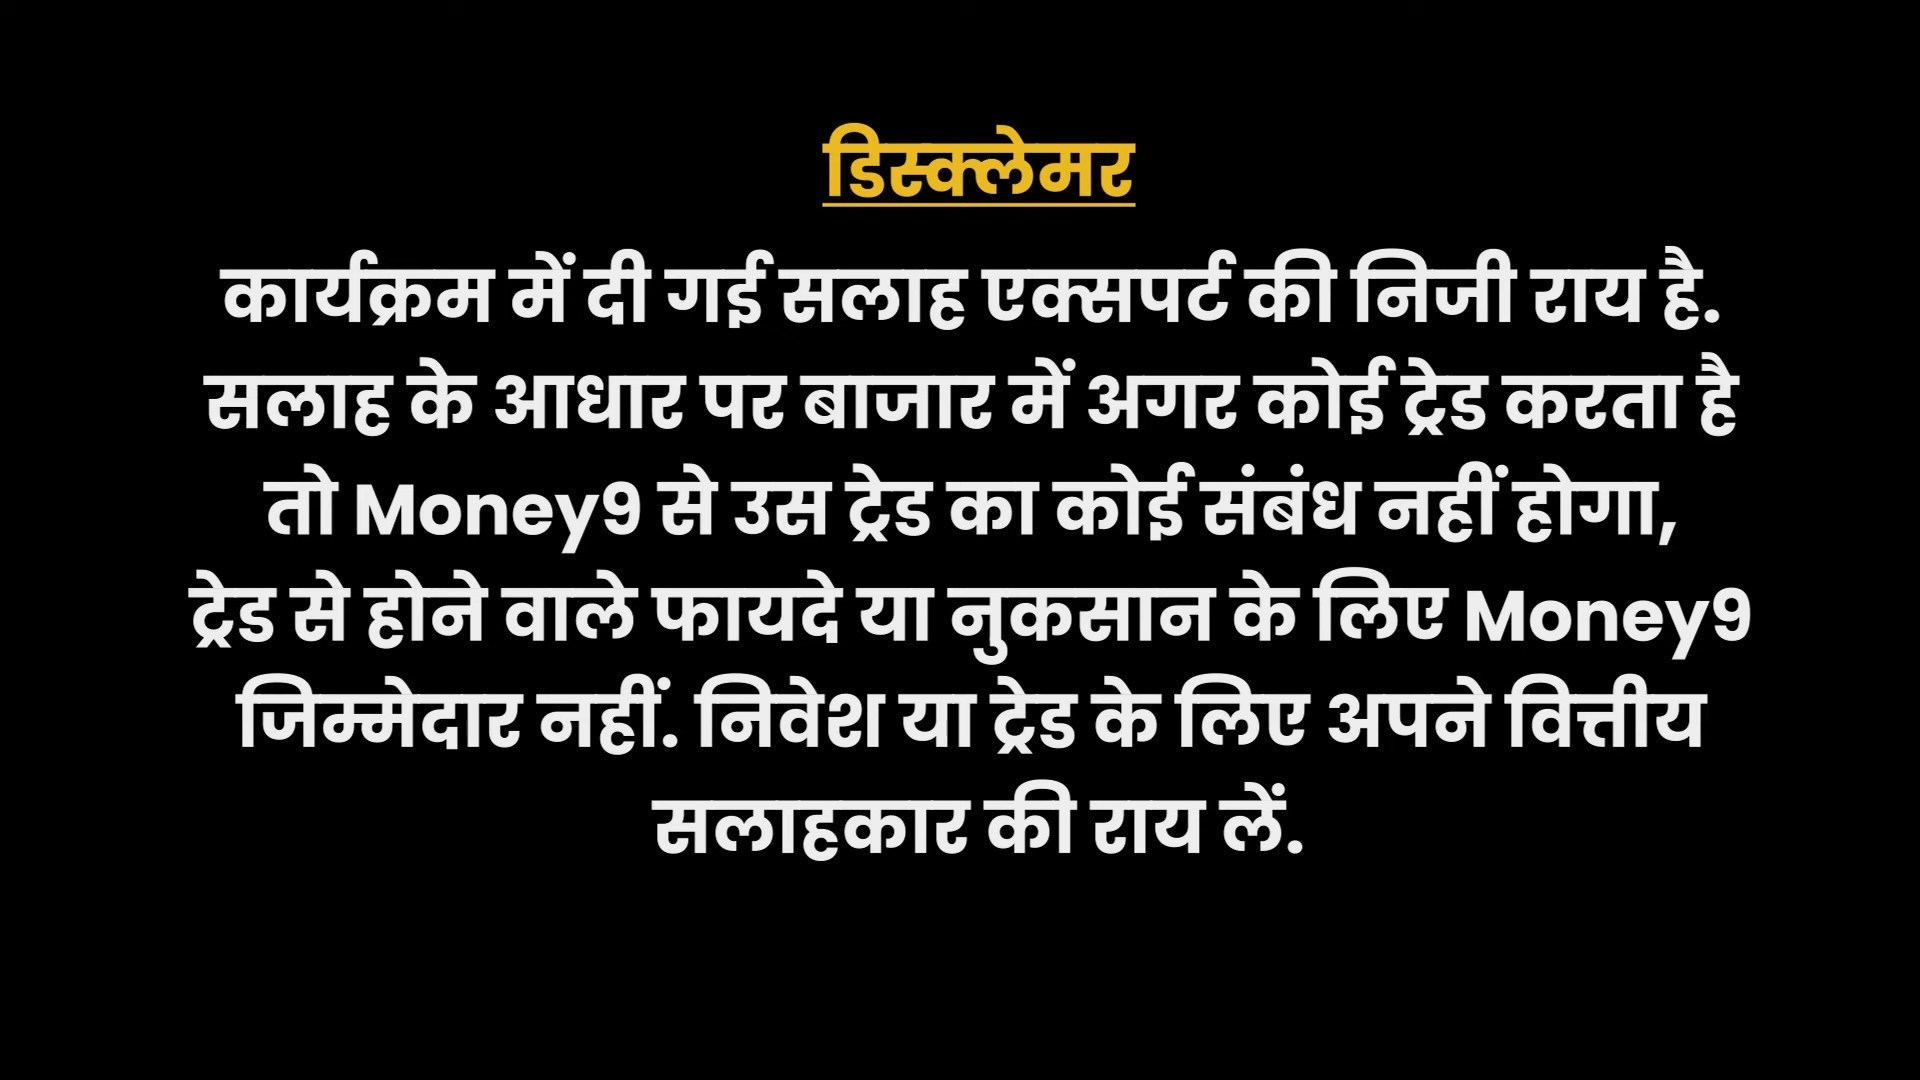 डिस्क्लेमर
कार्यक्रम में दी गई सलाह एक्सपर्ट की निजी राय है.
सलाह के आधार पर बाजार में अगर कोई ट्रेड करता है
तो Money9 से उस ट्रेड का कोई संबंध नहीं होगा,
ट्रेड से होने वाले फायदे या नुकसान के लिए Money9
जिम्मेदार नहीं. निवेश या ट्रेड के लिए अपने वित्तीय
सलाहकार की राय लें.